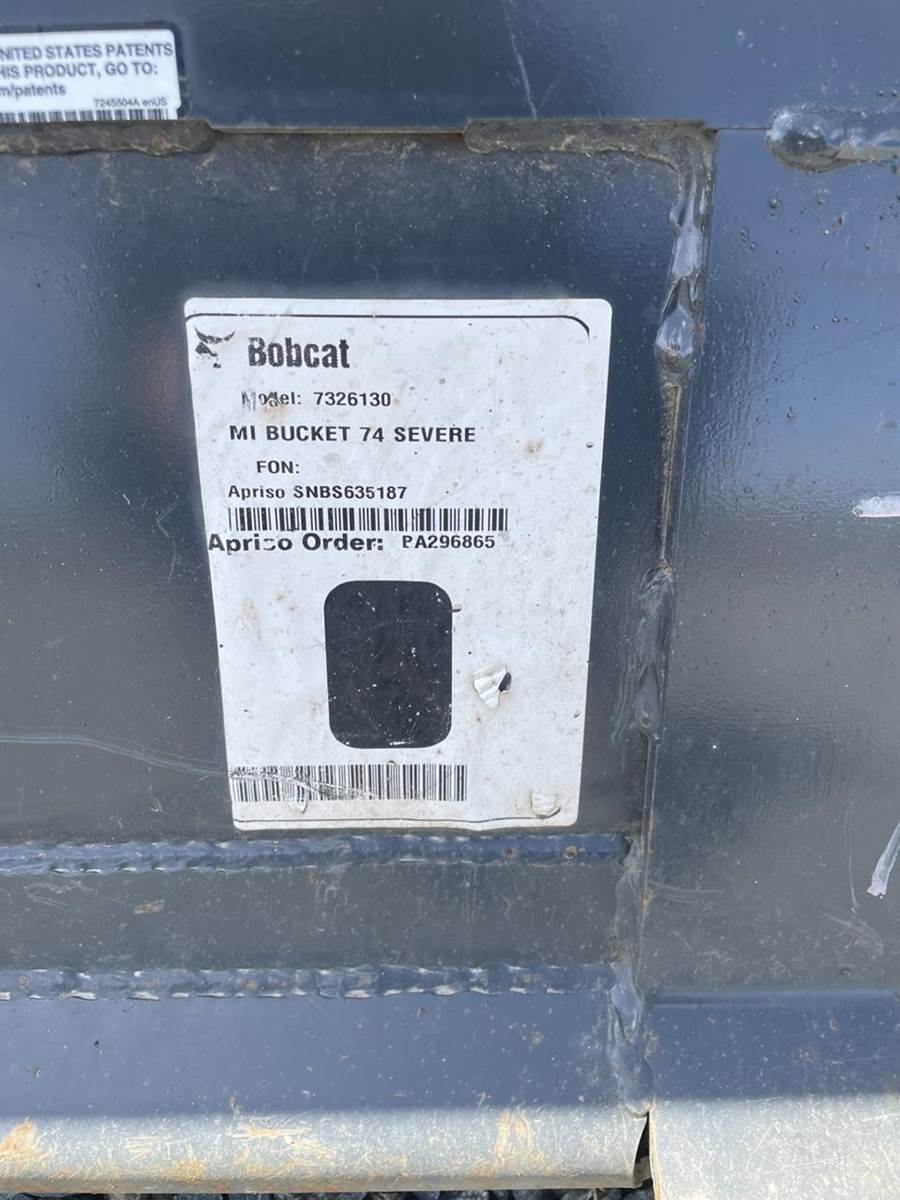 NITED STATES PATENTS
HIS PRODUCT, GO TO:
m/patents
7245504A enUS
Bobcat
Model: 7326130
MI BUCKET 74 SEVERE
FON:
Apriso SNBS635187
Apriso Order: PA296865